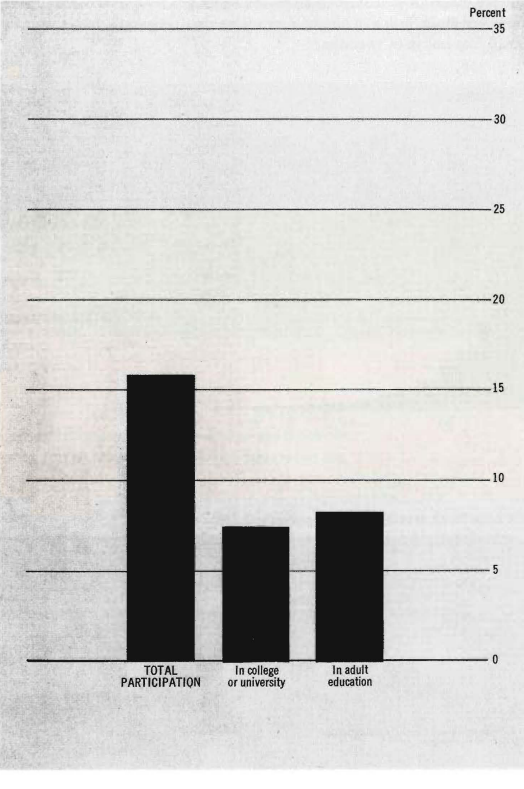 Percent
35
30
25
20
15
10
5
0
TOTAL
PARTICIPATION
In college
or university
In adult
education